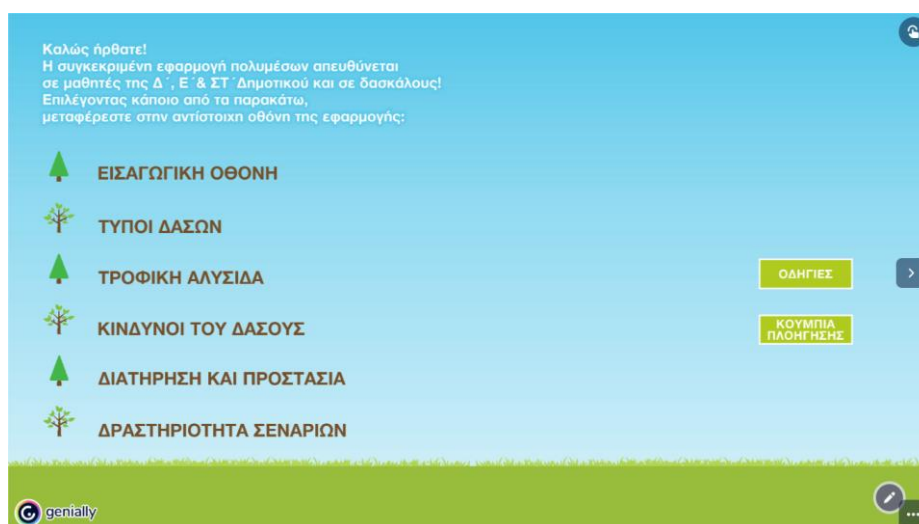 Καλώς ήρθατε!
Η συγκεκριμένη εφαρμογή πολυμέσων απευθύνεται
σε μαθητές της Δ΄, Ε΄& ΣΤ΄Δημοτικού και σε δασκάλους!
Επιλέγοντας κάποιο από τα παρακάτω,
μεταφέρεστε στην αντίστοιχη οθόνη της εφαρμογής:
ΕΙΣΑΓΩΓΙΚΗ ΟΘΟΝΗ
ΤΥΠΟΙ ΔΑΣΩΝ
ΤΡΟΦΙΚΗ ΑΛΥΣΙΔΑ
ΟΔΗΓΙΕΣ
ΚΙΝΔΥΝΟΙ ΤΟΥ ΔΑΣΟΥΣ
ΚΟΥΜΠΙΑ
ΠΛΟΗΓΗΣΗΣ
ΔΙΑΤΗΡΗΣΗ ΚΑΙ ΠΡΟΣΤΑΣΙΑ
ΔΡΑΣΤΗΡΙΟΤΗΤΑ ΣΕΝΑΡΙΩΝ
genially